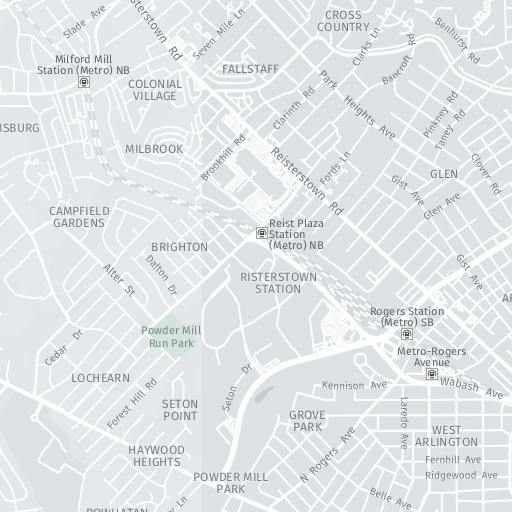 Slade Ave
Reisterstown Rd
Seven Mile Ln
CROSS
COUNTRY
Clarks Ln
Bancroft Rd
Benhurst Rd
Milford Mill
Station (Metro) NB
FALLSTAFF
COLONIAL
VILLAGE
Park Heights Ave
Clarinth Rd
Pinkney Rd
Taney Rd
MSBURG
MILBROOK
Brookhill Rd
Reisterstown Rd
Fords Ln
Clover Rd
GLEN
Gist Ave
Glen Ave
CAMPFIELD
GARDENS
Reist Plaza
Station
(Metro) NB
BRIGHTON
Gist Ave
Alter St
Dalton Dr
RISTERSTOWN
STATION
AR
Rogers Station
(Metro) SB
Powder Mill
Run Park
Cedar Dr
Metro-Rogers
Avenue
LOCHEARN
Seton Dr
Kennison Ave
Wabash Ave
Forest Hill Rd
SETON
POINT
GROVE
PARK
Laredo Ave
WEST
ARLINGTON
N Rogers Ave
HAYWOOD
HEIGHTS
Fernhill Ave
Ridgewood Ave
POWDER MILL
PARK
Belle Ave
POWHATAN
Ln